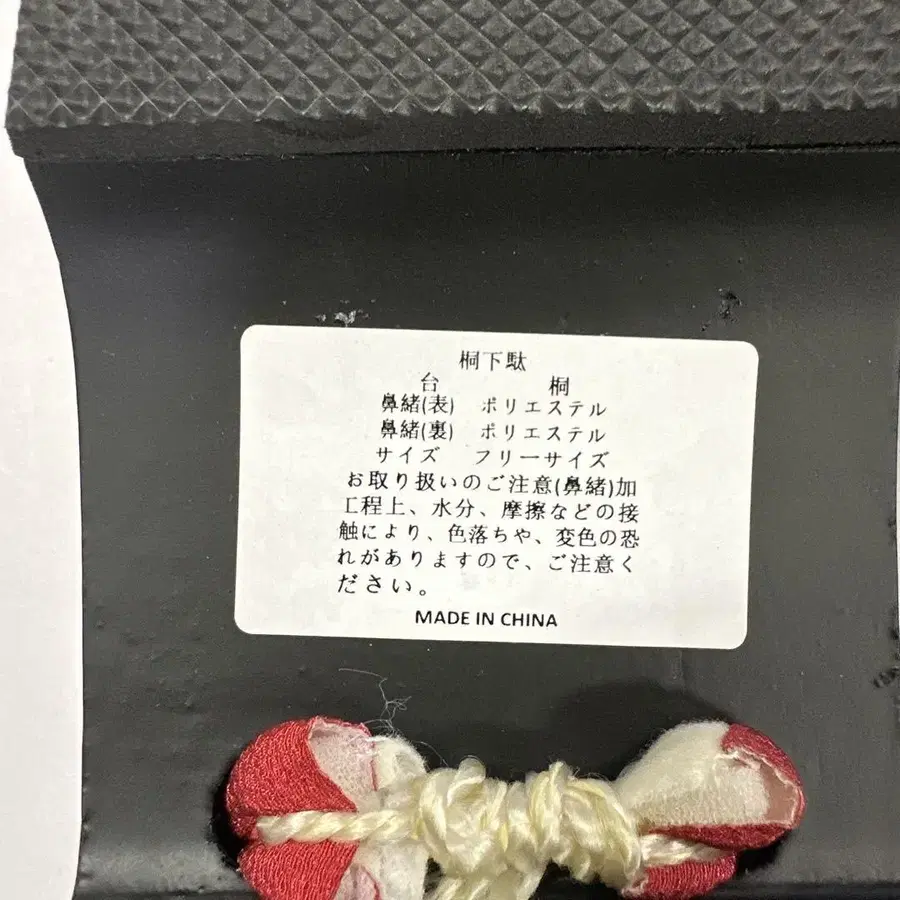 桐下駄
台 桐
鼻緒(表) ポリエステル
鼻緒(裏) ポリエステル
サイズ フリーサイズ
お取り扱いのご注意(鼻緒)加
工程上、水分、摩擦などの接
触により、色落ちや、変色の恐
れがありますので、ご注意く
ださい。
MADE IN CHINA